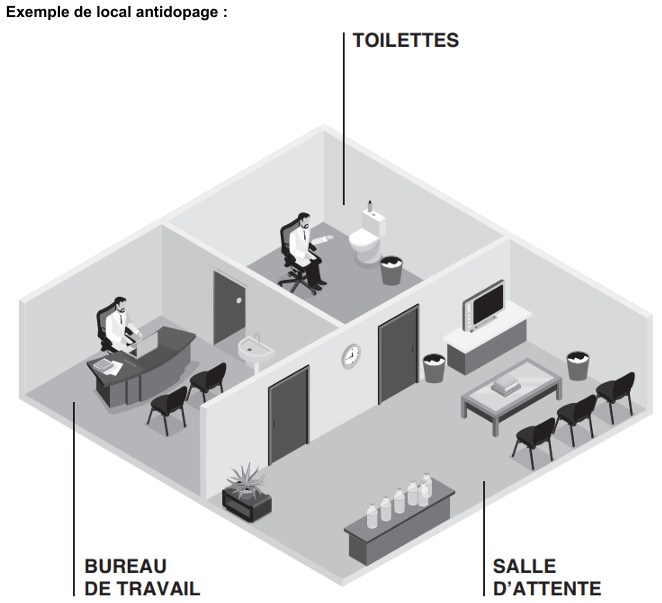 Exemple de local antidopage :
TOILETTES
BUREAU
DE TRAVAIL
SALLE
D'ATTENTE